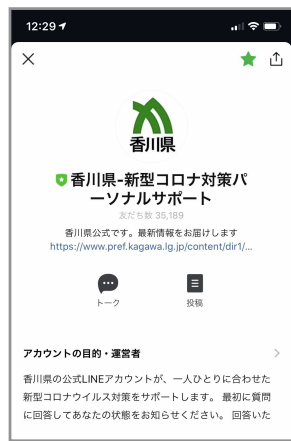 12:29
香川県
香川県-新型コロナ対策パ
ーソナルサポート
友だち数 35,189
香川県公式です。最新情報をお届けします
https://www.pref.kagawa.lg.jp/content/dir1/...
トーク
投稿
アカウントの目的・運営者
香川県の公式LINEアカウントが、一人ひとりに合わせた
新型コロナウイルス対策をサポートします。 最初に質問
に回答してあなたの状態をお知らせください。 回答いた